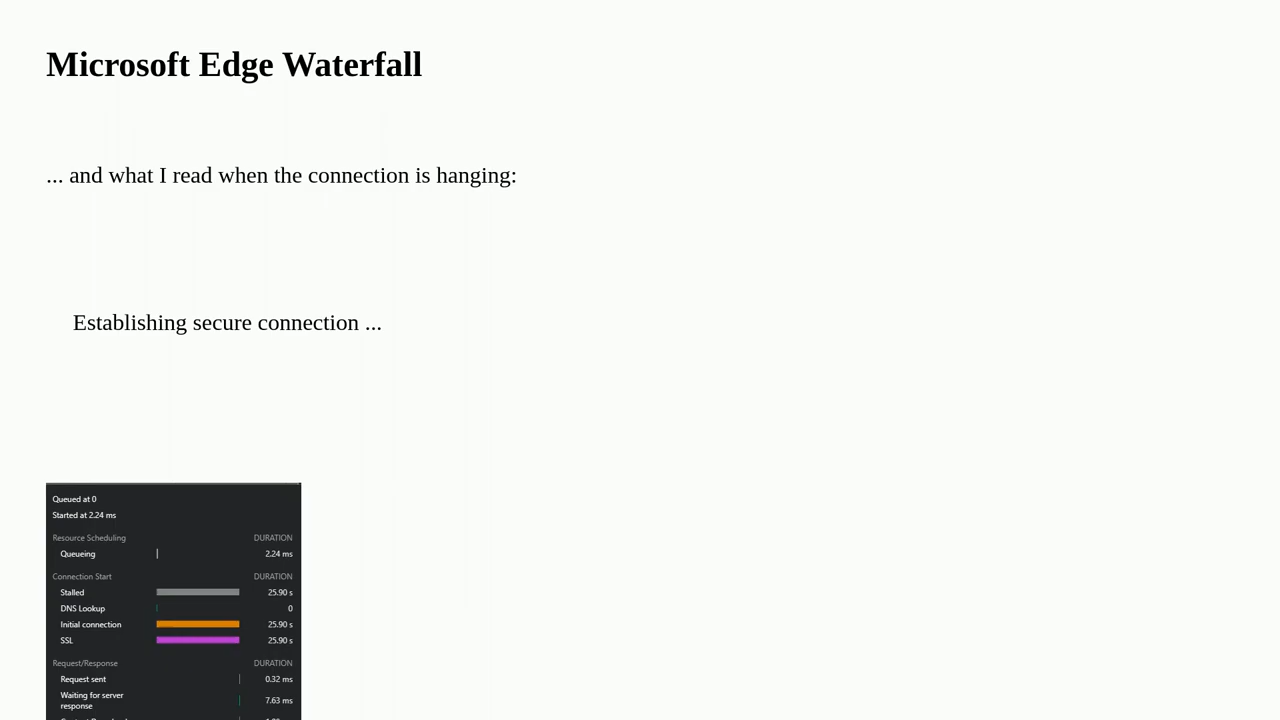 Microsoft Edge Waterfall
... and what I read when the connection is hanging:
Establishing secure connection ...
Queued at 0
Started at 2.24 ms
Resource Scheduling DURATION
Queueing 2.24 ms
Connection Start DURATION
Stalled 25.90 s
DNS Lookup 0
Initial connection 25.90 s
SSL 25.90 s
Request/Response DURATION
Request sent 0.32 ms
Waiting for server
response 7.63 ms